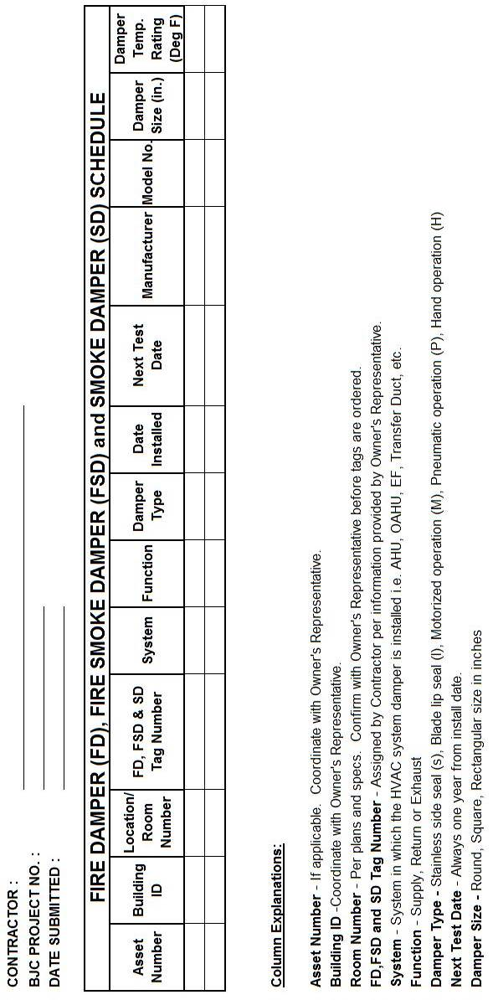 CONTRACTOR :
BJC PROJECT NO. :
DATE SUBMITTED :
FIRE DAMPER (FD), FIRE SMOKE DAMPER (FSD) and SMOKE DAMPER (SD) SCHEDULE
Asset Number
Building ID
Location/ Room Number
FD, FSD & SD Tag Number
System
Function
Damper Type
Date Installed
Next Test Date
Manufacturer
Model No.
Damper Size (in.)
Damper Temp. Rating (Deg F)
Column Explanations:
Asset Number - If applicable. Coordinate with Owner's Representative.
Building ID -Coordinate with Owner's Representative.
Room Number - Per plans and specs. Confirm with Owner's Representative before tags are ordered.
FD,FSD and SD Tag Number - Assigned by Contractor per information provided by Owner's Representative.
System - System in which the HVAC system damper is installed i.e. AHU, OAHU, EF, Transfer Duct, etc.
Function - Supply, Return or Exhaust
Damper Type - Stainless side seal (s), Blade lip seal (l), Motorized operation (M), Pneumatic operation (P), Hand operation (H)
Next Test Date - Always one year from install date.
Damper Size - Round, Square, Rectangular size in inches